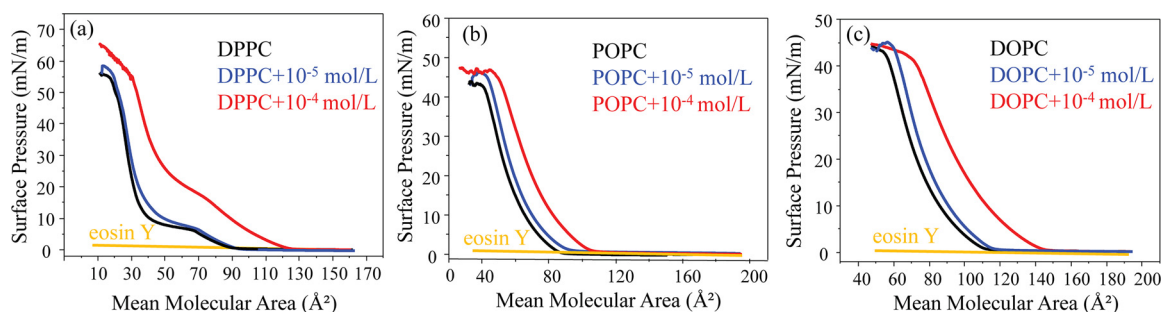 (a)
DPPC
DPPC+10⁻⁵ mol/L
DPPC+10⁻⁴ mol/L
eosin Y
Surface Pressure (mN/m)
70
60
50
40
30
20
10
0
10 30 50 70 90 110 130 150 170
Mean Molecular Area (Å²)
(b)
POPC
POPC+10⁻⁵ mol/L
POPC+10⁻⁴ mol/L
eosin Y
Surface Pressure (mN/m)
60
50
40
30
20
10
0
0 40 80 120 160 200
Mean Molecular Area (Å²)
(c)
DOPC
DOPC+10⁻⁵ mol/L
DOPC+10⁻⁴ mol/L
eosin Y
Surface Pressure (mN/m)
50
40
30
20
10
0
40 60 80 100 120 140 160 180 200
Mean Molecular Area (Å²)